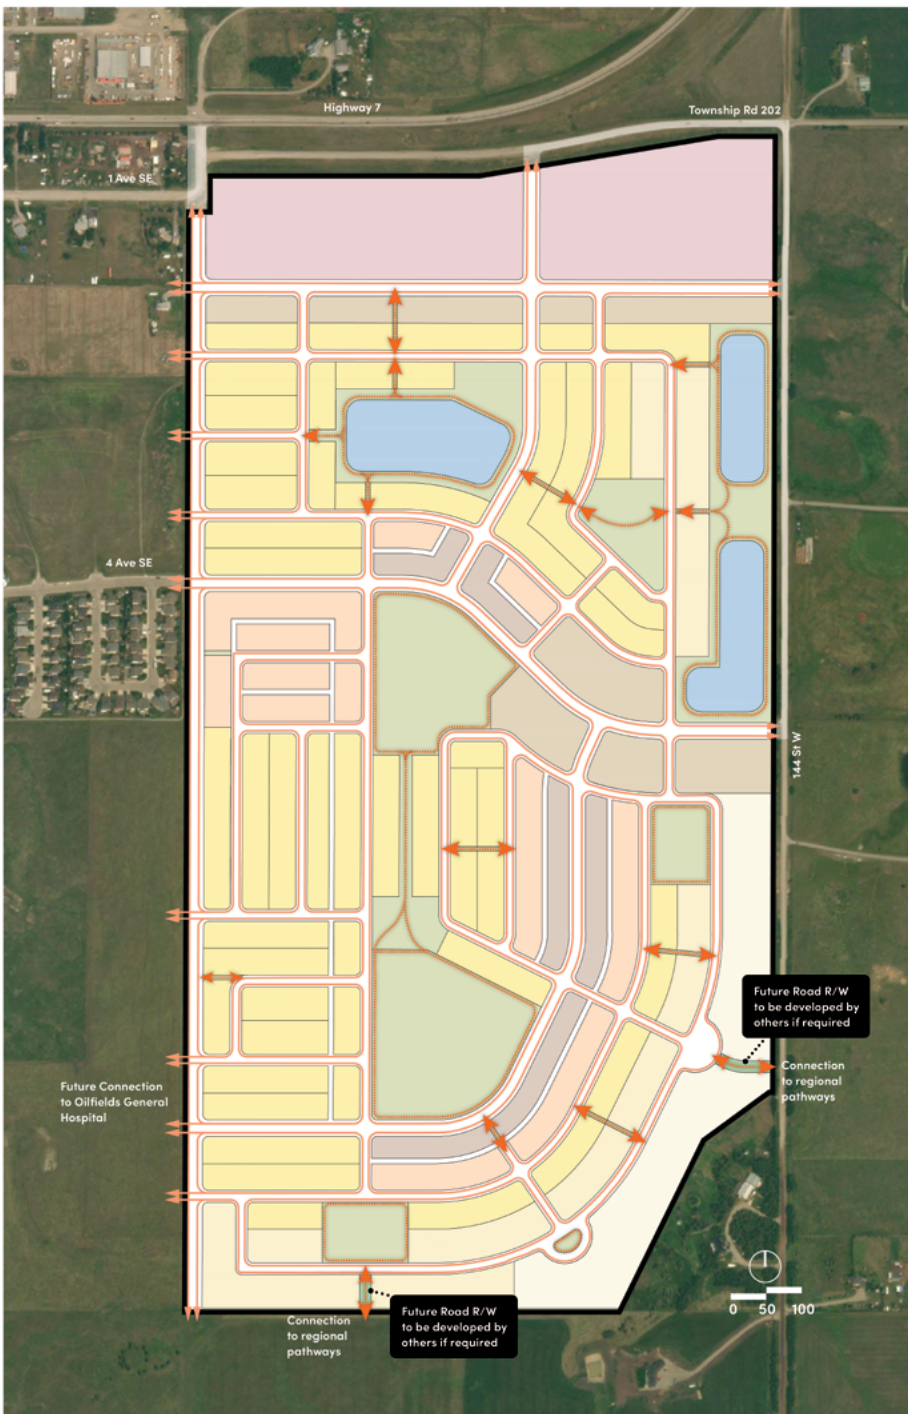 Highway 7
Township Rd 202
1 Ave SE
4 Ave SE
144 St W
Future Road R/W
to be developed by
others if required
Connection
to regional
pathways
Future Connection
to Oilfields General
Hospital
Connection
to regional
pathways
Future Road R/W
to be developed by
others if required
0 50 100